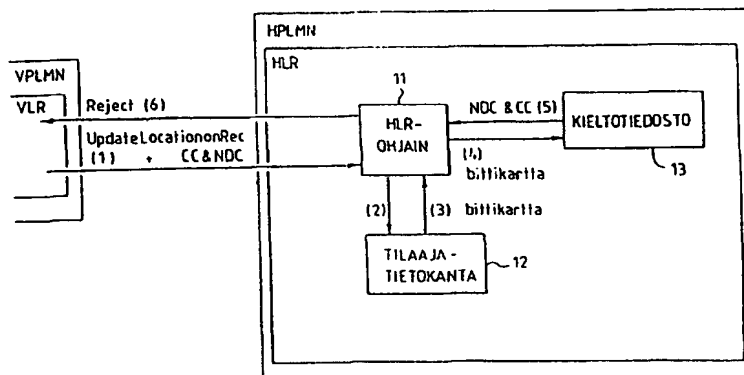 HPLMN
HLR
VPLMN
VLR
Reject (6)
UpdateLocationonRec
(1) + CC&NDC
11
HLR-
OHJAIN
NDC & CC (5)
(4)
bittikartta
KIELTOTIEDOSTO
13
(2)
(3) bittikartta
TILAAJA-
TIETOKANTA
12